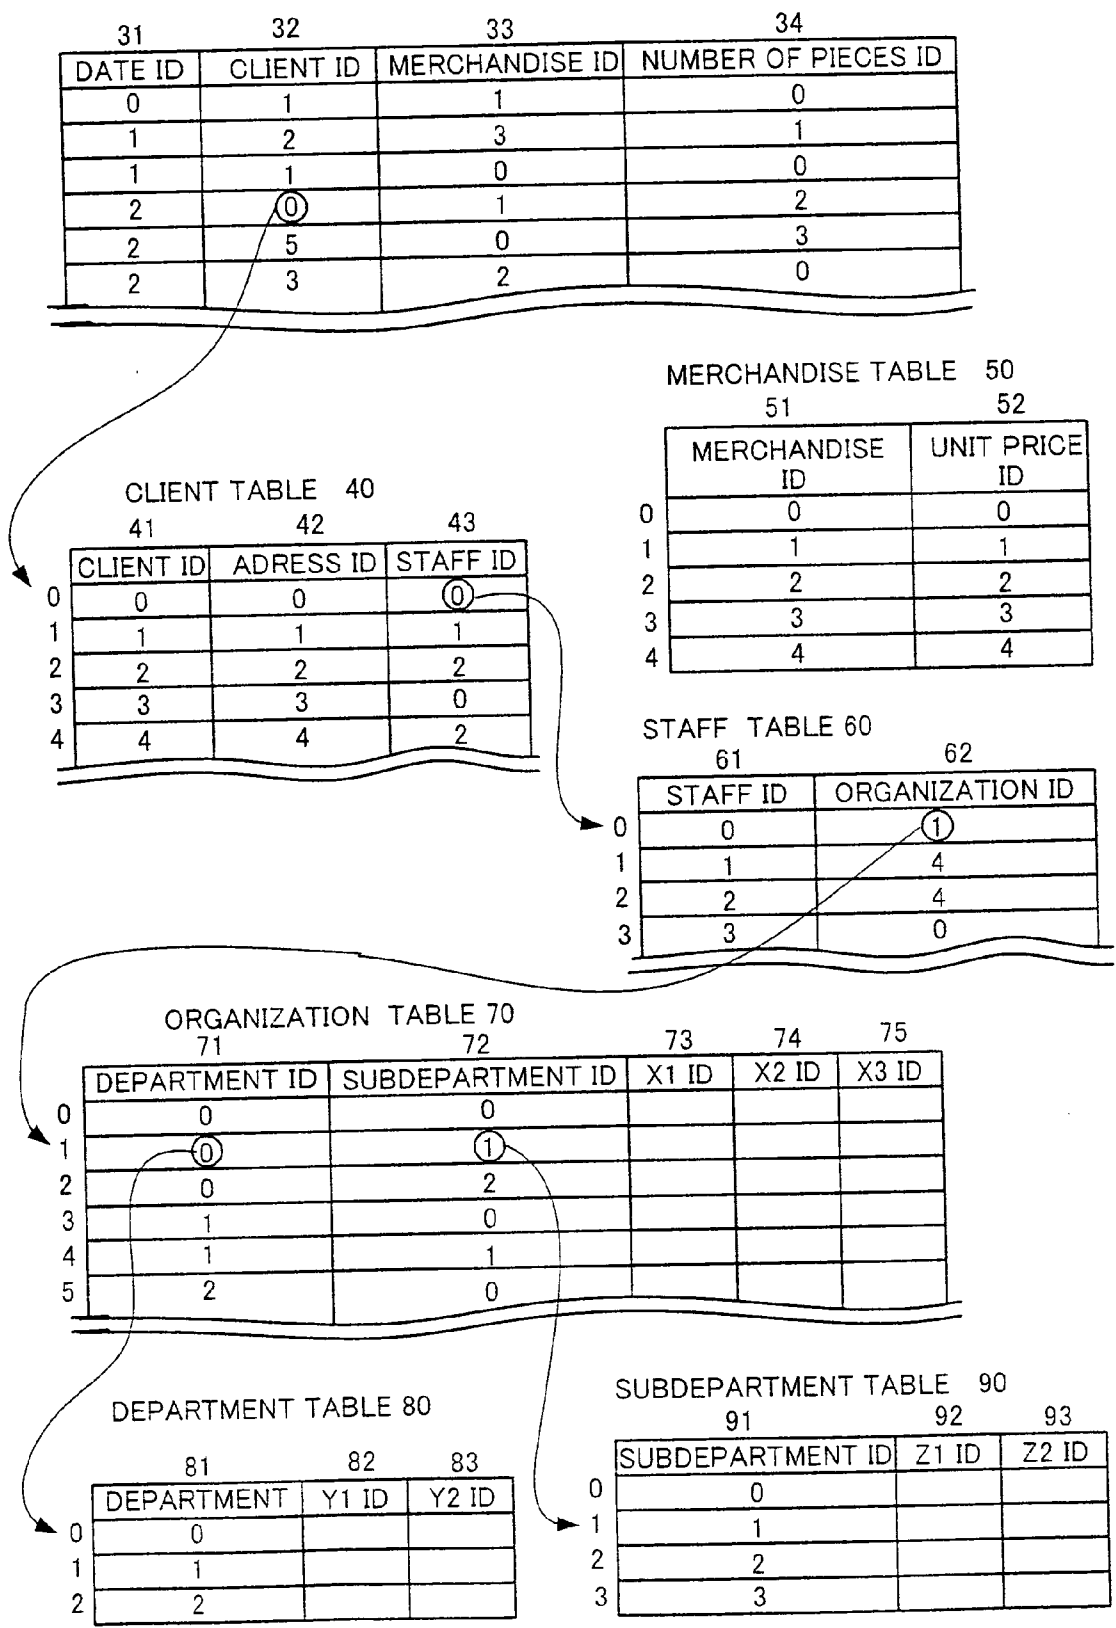 31 32 33 34
DATE ID CLIENT ID MERCHANDISE ID NUMBER OF PIECES ID
0 1 1 0
1 2 3 1
1 1 0 0
2 0 1 2
2 5 0 3
2 3 2 0
MERCHANDISE TABLE 50
51 52
MERCHANDISE ID UNIT PRICE ID
0 0 0
1 1 1
2 2 2
3 3 3
4 4 4
CLIENT TABLE 40
41 42 43
CLIENT ID ADRESS ID STAFF ID
0 0 0 0
1 1 1 1
2 2 2 2
3 3 3 0
4 4 4 2
STAFF TABLE 60
61 62
STAFF ID ORGANIZATION ID
0 0 1
1 1 4
2 2 4
3 3 0
ORGANIZATION TABLE 70
71 72 73 74 75
DEPARTMENT ID SUBDEPARTMENT ID X1 ID X2 ID X3 ID
0 0 0
1 0 1
2 0 2
3 1 0
4 1 1
5 2 0
DEPARTMENT TABLE 80
81 82 83
DEPARTMENT Y1 ID Y2 ID
0 0
1 1
2 2
SUBDEPARTMENT TABLE 90
91 92 93
SUBDEPARTMENT ID Z1 ID Z2 ID
0 0
1 1
2 2
3 3